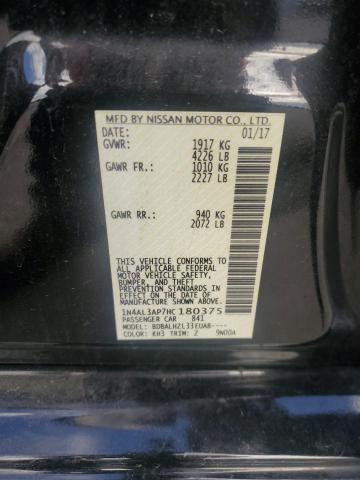 MFD BY NISSAN MOTOR CO., LTD.
DATE: 01/17
GVWR: 1917 KG
4226 LB
GAWR FR.: 1010 KG
2227 LB
GAWR RR.: 940 KG
2072 LB
THIS VEHICLE CONFORMS TO
ALL APPLICABLE FEDERAL
MOTOR VEHICLE SAFETY,
BUMPER, AND THEFT
PREVENTION STANDARDS
IN EFFECT ON THE DATE OF
MANUFACTURE SHOWN ABOVE.
1N4AL3AP7HC180375
PASSENGER CAR 841
MODEL: BDBALHZL33EUA8----
COLOR: KH3 TRIM: Z 9N00A